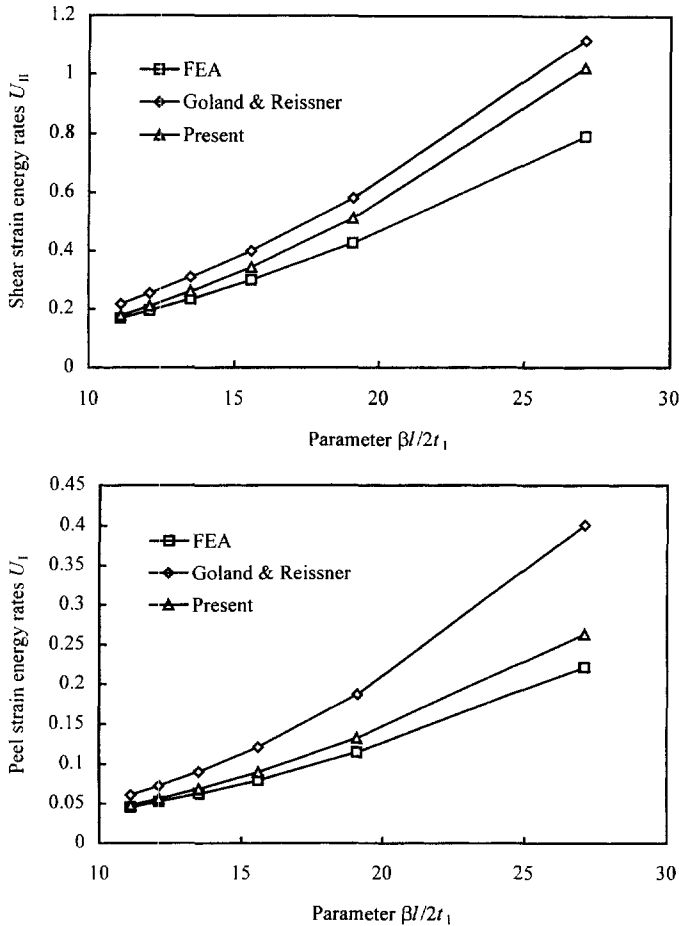 1.2
1
0.8
0.6
0.4
0.2
0
Shear strain energy rates U_II
FEA
Goland & Reissner
Present
10 15 20 25 30
Parameter βl/2t₁
0.45
0.4
0.35
0.3
0.25
0.2
0.15
0.1
0.05
0
Peel strain energy rates U_I
FEA
Goland & Reissner
Present
10 15 20 25 30
Parameter βl/2t₁